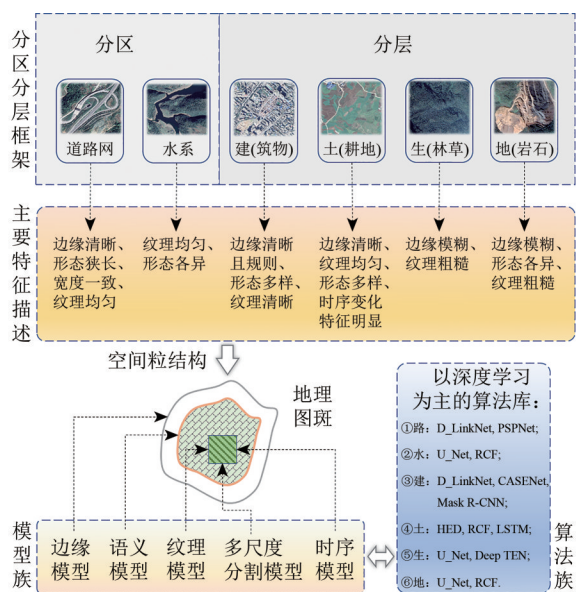 分区分层框架
分区
分层
道路网
水系
建(筑物)
土(耕地)
生(林草)
地(岩石)
主要特征描述
边缘清晰、
形态狭长、
宽度一致、
纹理均匀
纹理均匀、
形态各异
边缘清晰
且规则、
形态多样、
纹理清晰
边缘清晰、
纹理均匀、
形态多样、
时序变化
特征明显
边缘模糊、
纹理粗糙
边缘模糊、
形态各异、
纹理粗糙
空间粒结构
地理
图斑
模型族
边缘
模型
语义
模型
纹理
模型
多尺度
分割模型
时序
模型
以深度学习
为主的算法库：
①路: D_LinkNet, PSPNet;
②水: U_Net, RCF;
③建: D_LinkNet, CASENet,
Mask R-CNN;
④土: HED, RCF, LSTM;
⑤生: U_Net, Deep TEN;
⑥地: U_Net, RCF.
算法族